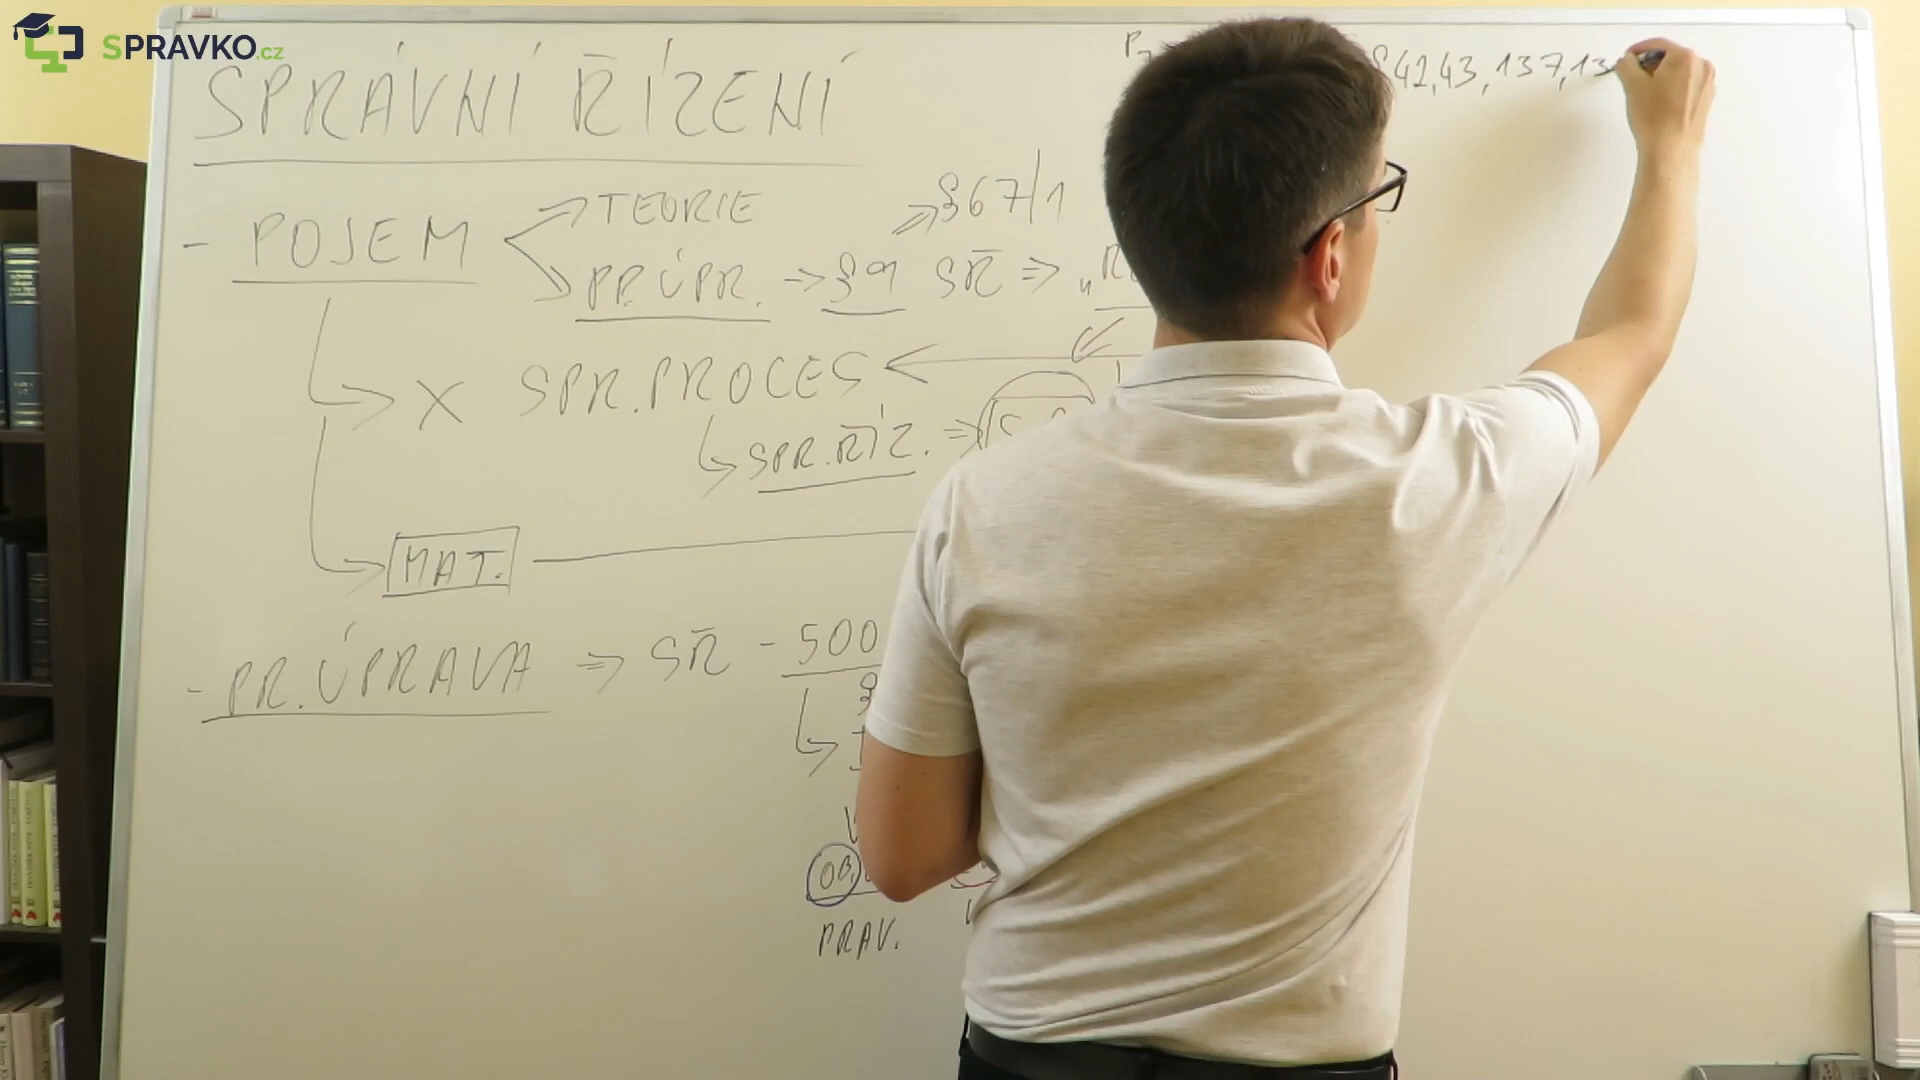 SPRAVKO.cz
SPRÁVNÍ ŘÍZENÍ
§42,43,137,13
- POJEM
TEORIE
§67/1
PR.ÚPR. → §9 SŘ ⇒ „
X SPR.PROCES
SPR.ŘÍZ. ⇒
MAT.
- PR.ÚPRAVA ⇒ SŘ - 500
OB.
PRAV.